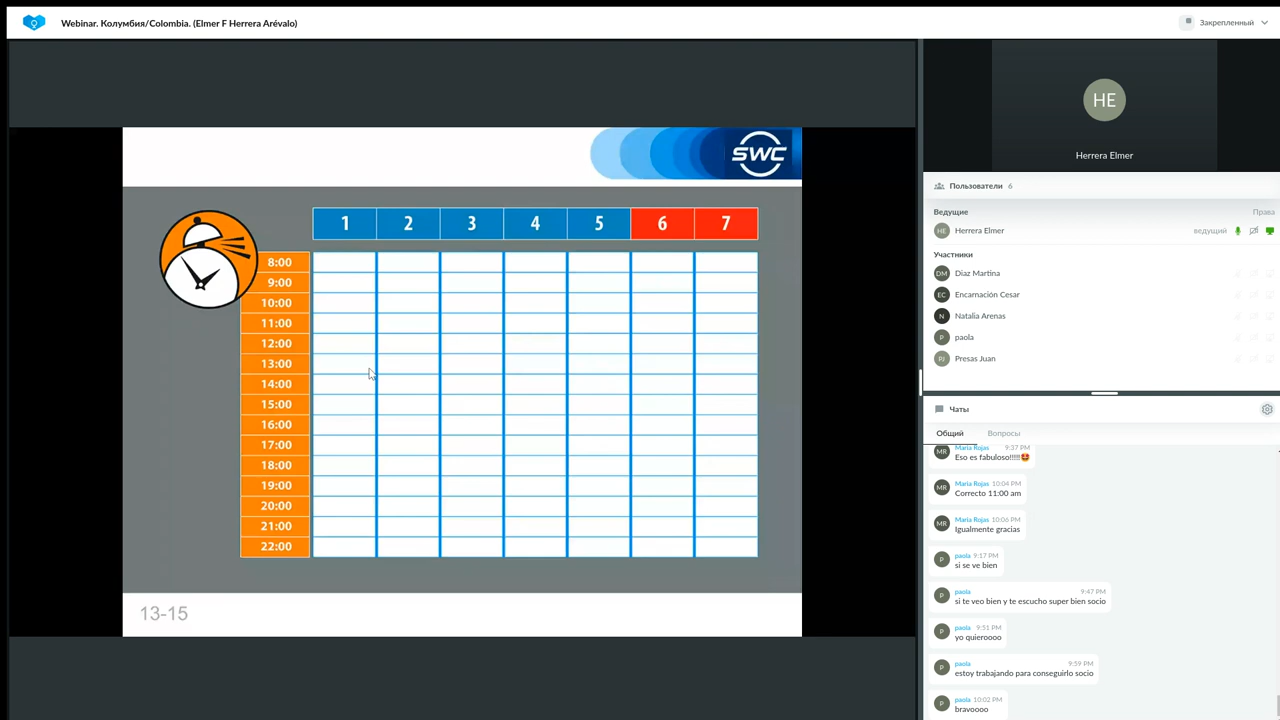 Webinar. Колумбия/Colombia. (Elmer F Herrera Arévalo)
Закрепленный
SWC
1 2 3 4 5 6 7
8:00
9:00
10:00
11:00
12:00
13:00
14:00
15:00
16:00
17:00
18:00
19:00
20:00
21:00
22:00
13-15
HE
Herrera Elmer
Пользователи 6
Ведущие Права
HE Herrera Elmer ведущий
Участники
DM Diaz Martina
EC Encarnación Cesar
N Natalia Arenas
P paola
PJ Presas Juan
Чаты
Общий Вопросы
MR Maria Rojas 9:37 PM
Eso es fabuloso!!!!!🤩
MR Maria Rojas 10:04 PM
Correcto 11:00 am
MR Maria Rojas 10:06 PM
Igualmente gracias
P paola 9:17 PM
si se ve bien
P paola 9:47 PM
si te veo bien y te escucho super bien socio
P paola 9:51 PM
yo quieroooo
P paola 9:59 PM
estoy trabajando para conseguirlo socio
P paola 10:02 PM
bravoooo